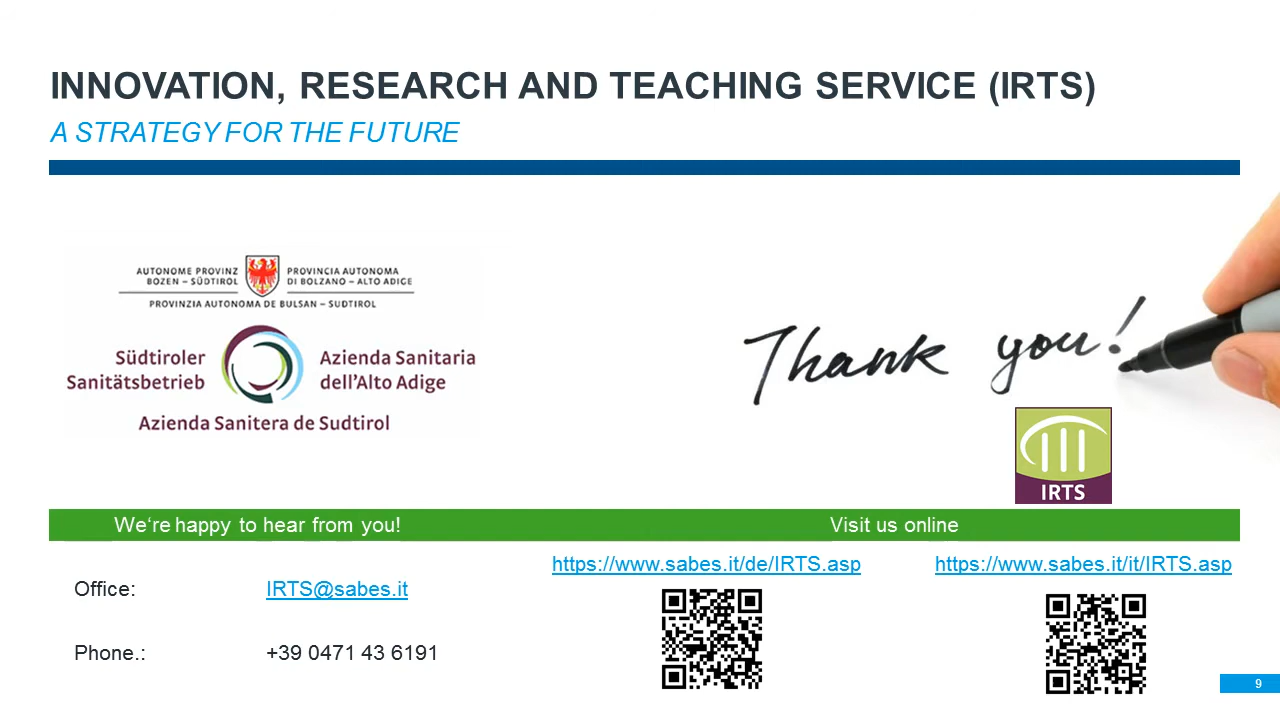 INNOVATION, RESEARCH AND TEACHING SERVICE (IRTS)
A STRATEGY FOR THE FUTURE
AUTONOME PROVINZ
BOZEN – SÜDTIROL
PROVINCIA AUTONOMA
DI BOLZANO – ALTO ADIGE
PROVINZIA AUTONOMA DE BULSAN – SUDTIROL
Südtiroler
Sanitätsbetrieb
Azienda Sanitaria
dell'Alto Adige
Azienda Sanitera de Sudtirol
Thank you!
IRTS
We're happy to hear from you!
Visit us online
https://www.sabes.it/de/IRTS.asp
https://www.sabes.it/it/IRTS.asp
Office: IRTS@sabes.it
Phone.: +39 0471 43 6191
9